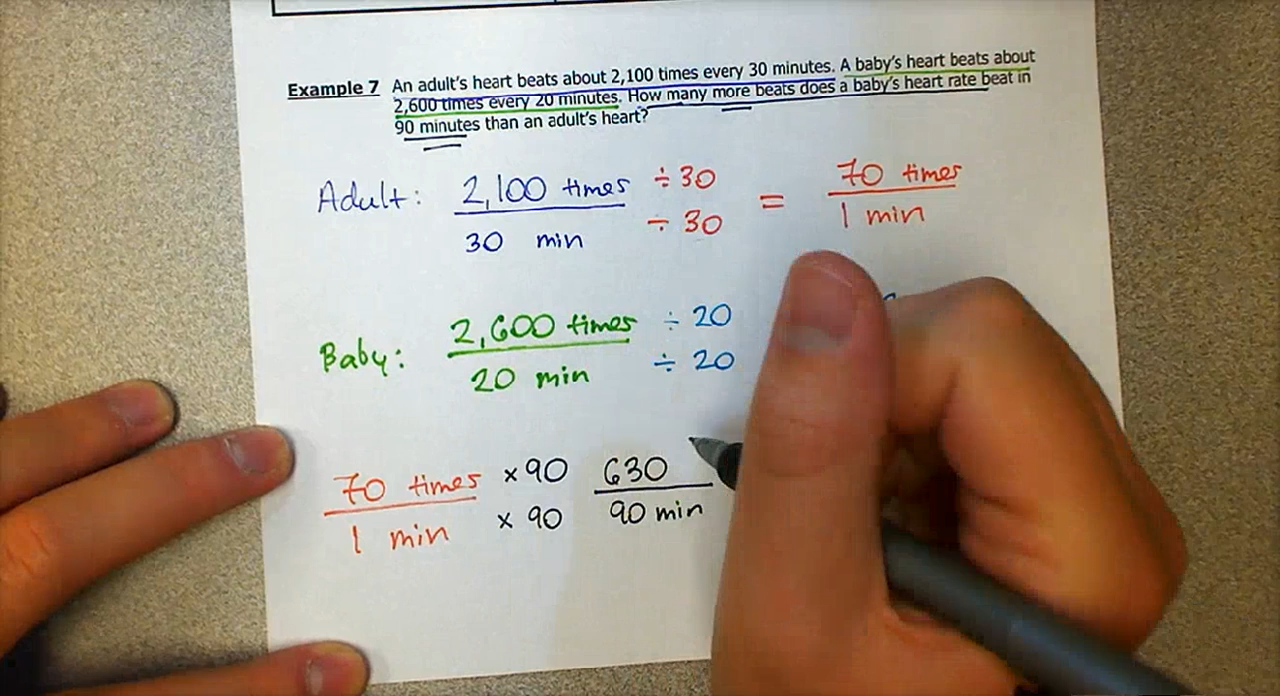 Example 7 An adult's heart beats about 2,100 times every 30 minutes. A baby's heart beats about
2,600 times every 20 minutes. How many more beats does a baby's heart rate beat in
90 minutes than an adult's heart?
Adult: 2,100 times ÷ 30 = 70 times
30 min ÷ 30 1 min
Baby: 2,600 times ÷ 20
20 min ÷ 20
70 times x 90 630
1 min x 90 90 min